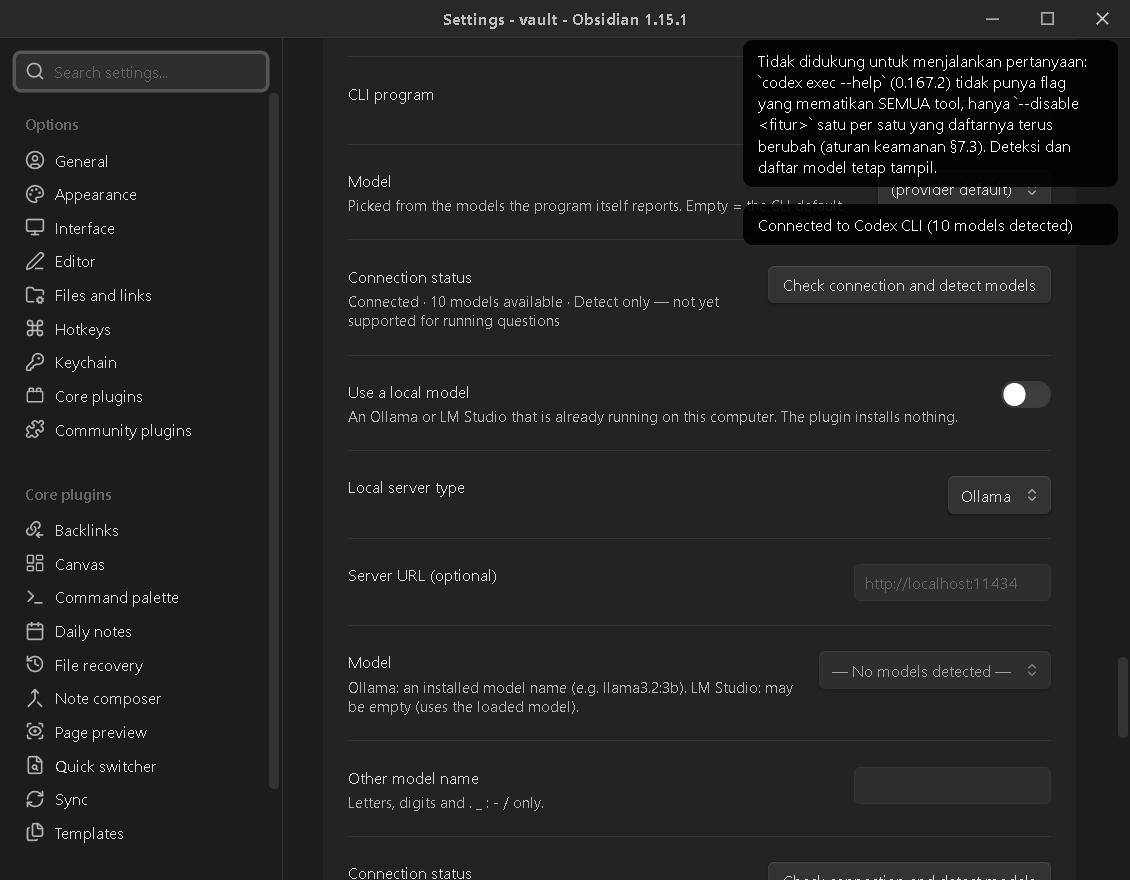 Settings - vault - Obsidian 1.15.1
Search settings...
Options
General
Appearance
Interface
Editor
Files and links
Hotkeys
Keychain
Core plugins
Community plugins
Core plugins
Backlinks
Canvas
Command palette
Daily notes
File recovery
Note composer
Page preview
Quick switcher
Sync
Templates
Tidak didukung untuk menjalankan pertanyaan:
`codex exec --help` (0.167.2) tidak punya flag
yang mematikan SEMUA tool, hanya `--disable
<fitur>` satu per satu yang daftarnya terus
berubah (aturan keamanan §7.3). Deteksi dan
daftar model tetap tampil.
Connected to Codex CLI (10 models detected)
CLI program
Model
Picked from the models the program itself reports. Empty = the CLI default.
(provider default)
Connection status
Connected · 10 models available · Detect only — not yet
supported for running questions
Check connection and detect models
Use a local model
An Ollama or LM Studio that is already running on this computer. The plugin installs nothing.
Local server type
Ollama
Server URL (optional)
http://localhost:11434
Model
Ollama: an installed model name (e.g. llama3.2:3b). LM Studio: may
be empty (uses the loaded model).
— No models detected —
Other model name
Letters, digits and . _ : - / only.
Connection status
Check connection and detect models